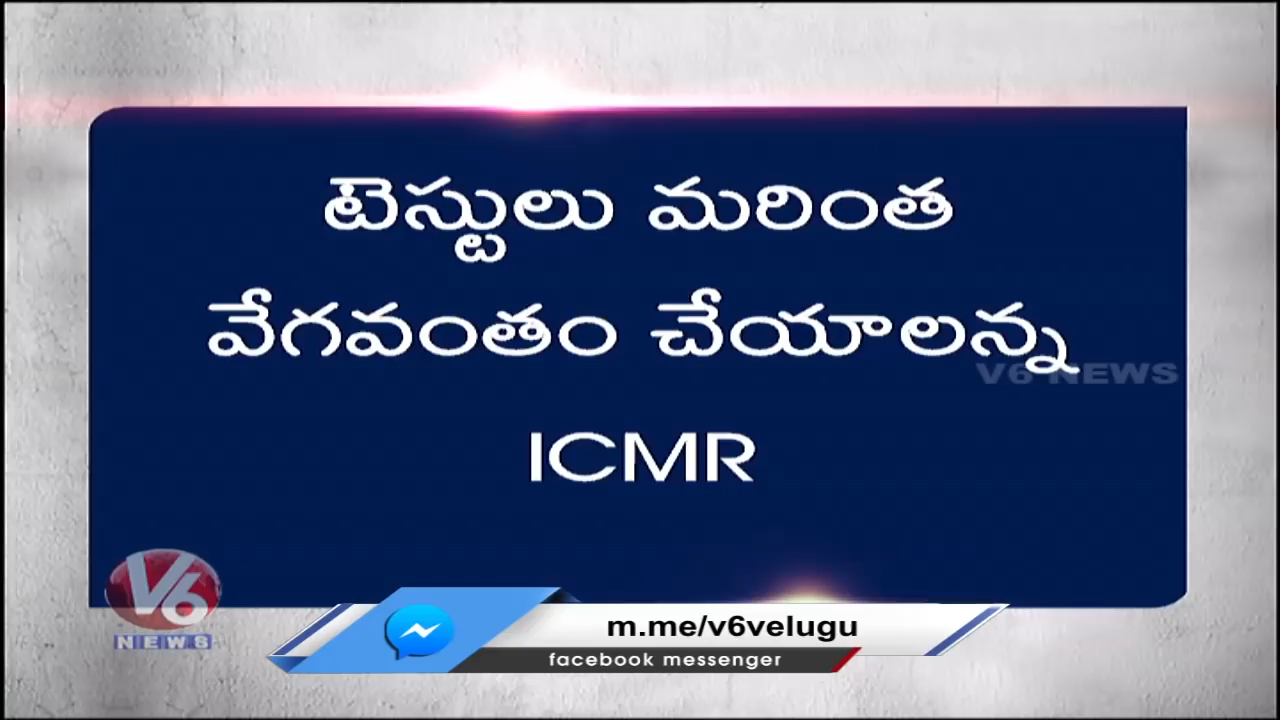 టెస్టులు మరింత
వేగవంతం చేయాలన్న
V6 NEWS
ICMR
V6
NEWS
m.me/v6velugu
facebook messenger